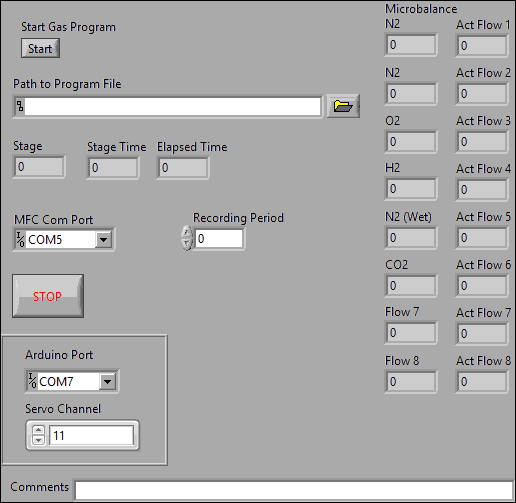 Microbalance
Start Gas Program
N2 Act Flow 1
Start
0 0
Path to Program File
N2 Act Flow 2
0 0
O2 Act Flow 3
0 0
Stage Stage Time Elapsed Time
0 0 0
H2 Act Flow 4
0 0
MFC Com Port Recording Period
N2 (Wet) Act Flow 5
COM5 0
0 0
CO2 Act Flow 6
STOP
0 0
Flow 7 Act Flow 7
0 0
Arduino Port
Flow 8 Act Flow 8
COM7
0 0
Servo Channel
11
Comments